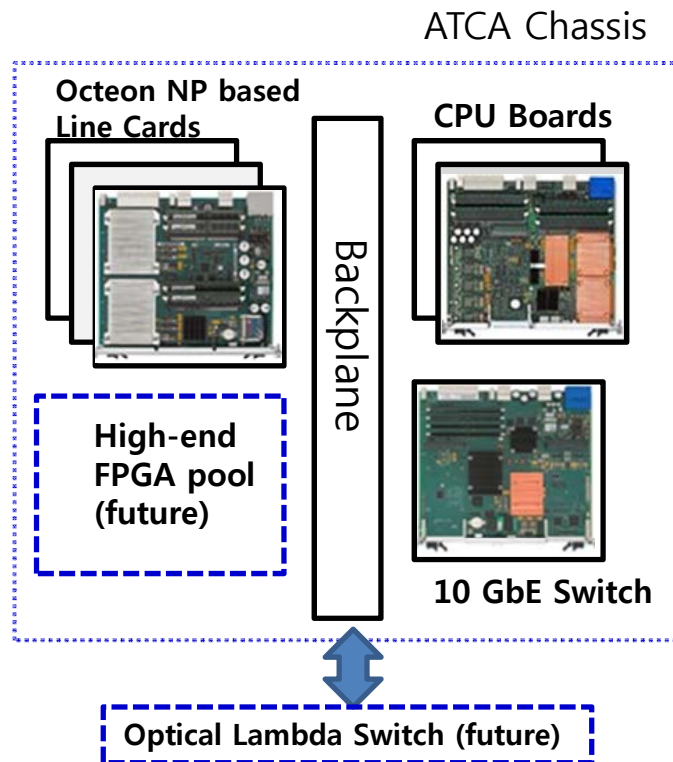 ATCA Chassis
Octeon NP based
Line Cards
CPU Boards
Backplane
High-end
FPGA pool
(future)
10 GbE Switch
Optical Lambda Switch (future)